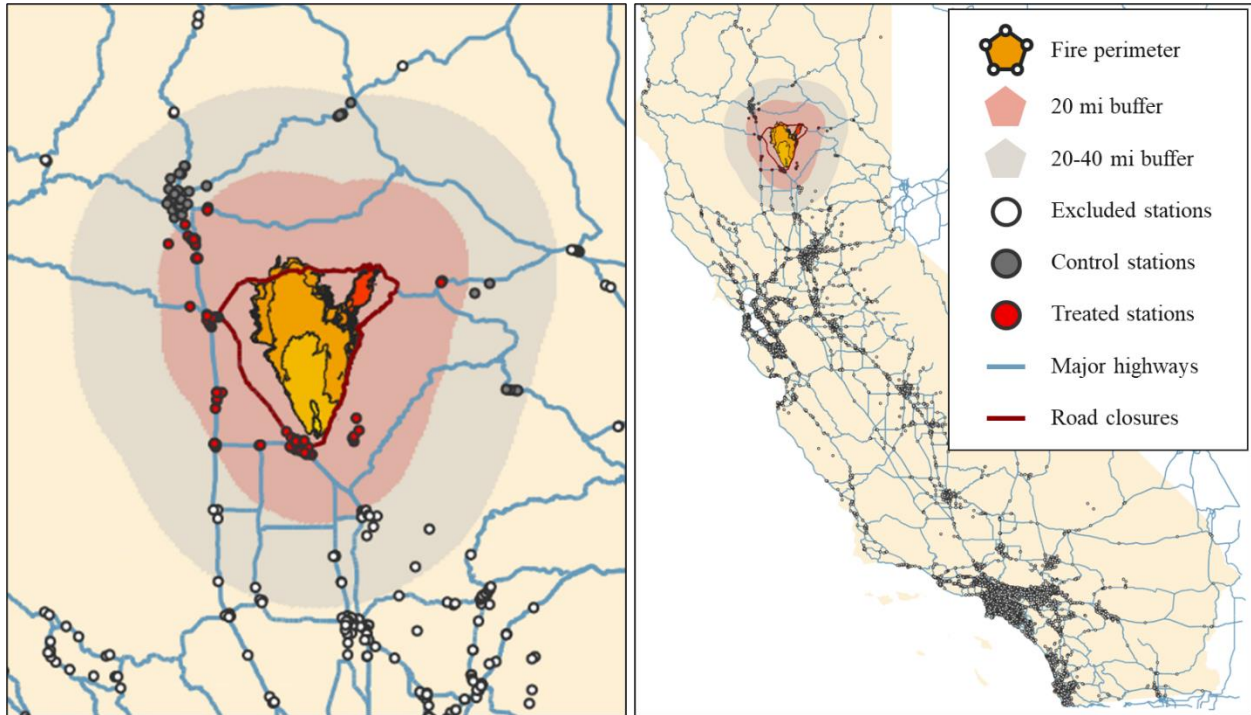 Fire perimeter
20 mi buffer
20-40 mi buffer
Excluded stations
Control stations
Treated stations
Major highways
Road closures